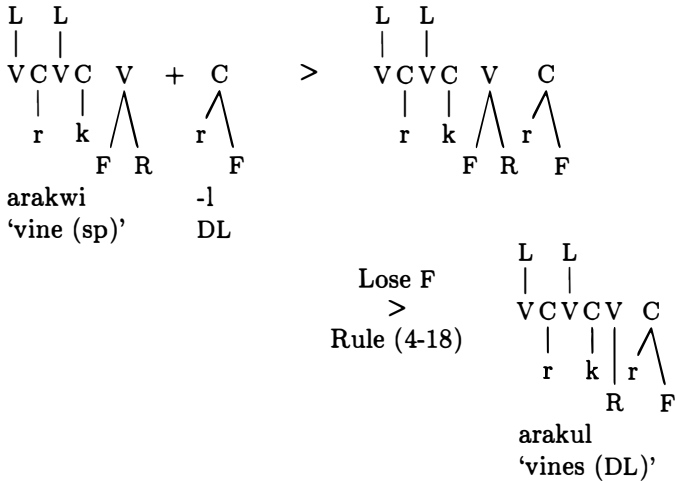 L L L L
V C V C V + C > V C V C V C
r k r r k r
F R F F R F
arakwi -l
‘vine (sp)’ DL
L L
Lose F
> V C V C V C
Rule (4-18)
r k r
R F
arakul
‘vines (DL)’